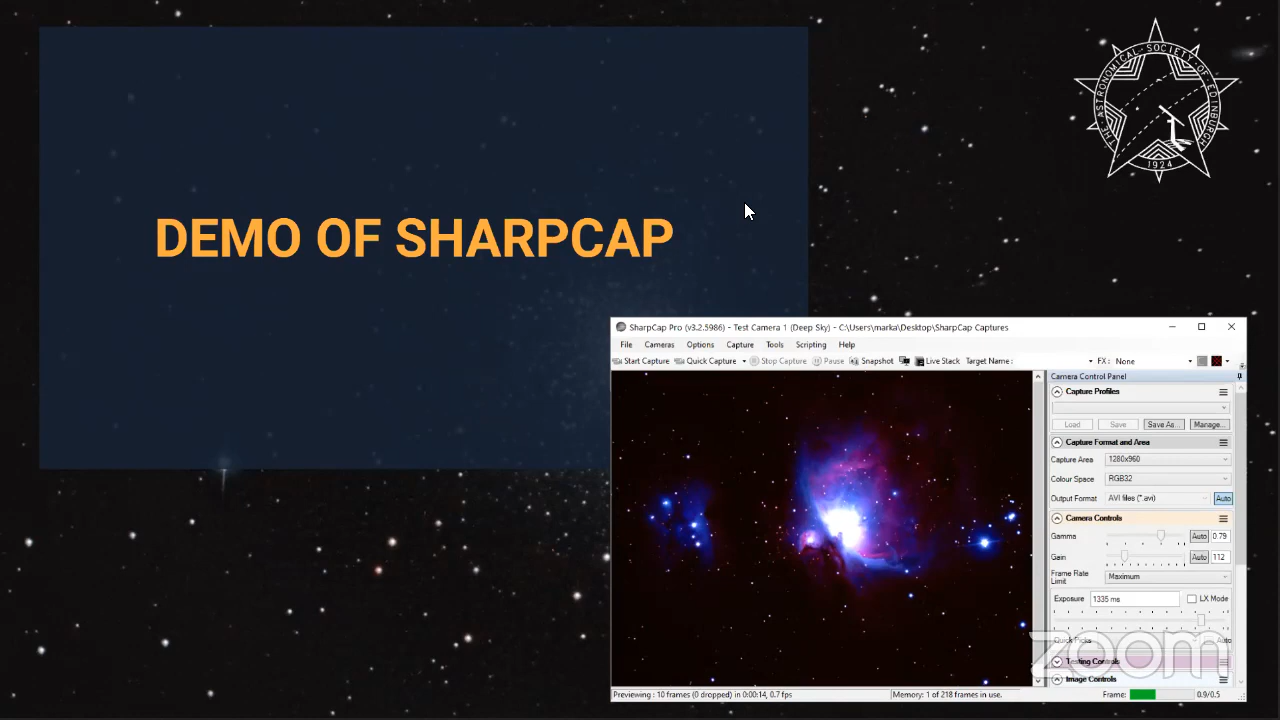 DEMO OF SHARPCAP
THE ASTRONOMICAL SOCIETY OF EDINBURGH
1924
SharpCap Pro (v3.2.5986) - Test Camera 1 (Deep Sky) - C:\Users\marka\Desktop\SharpCap Captures
File Cameras Options Capture Tools Scripting Help
Start Capture Quick Capture Stop Capture Pause Snapshot Live Stack Target Name: FX: None
Camera Control Panel
Capture Profiles
Load Save Save As... Manage...
Capture Format and Area
Capture Area 1280x960
Colour Space RGB32
Output Format AVI files (*.avi) Auto
Camera Controls
Gamma Auto 0.79
Gain Auto 112
Frame Rate Limit Maximum
Exposure 1335 ms LX Mode
Quick Picks Auto
Testing Controls
Image Controls
zoom
Previewing : 10 frames (0 dropped) in 0:00:14, 0.7 fps Memory: 1 of 218 frames in use. Frame: 0.9/0.5